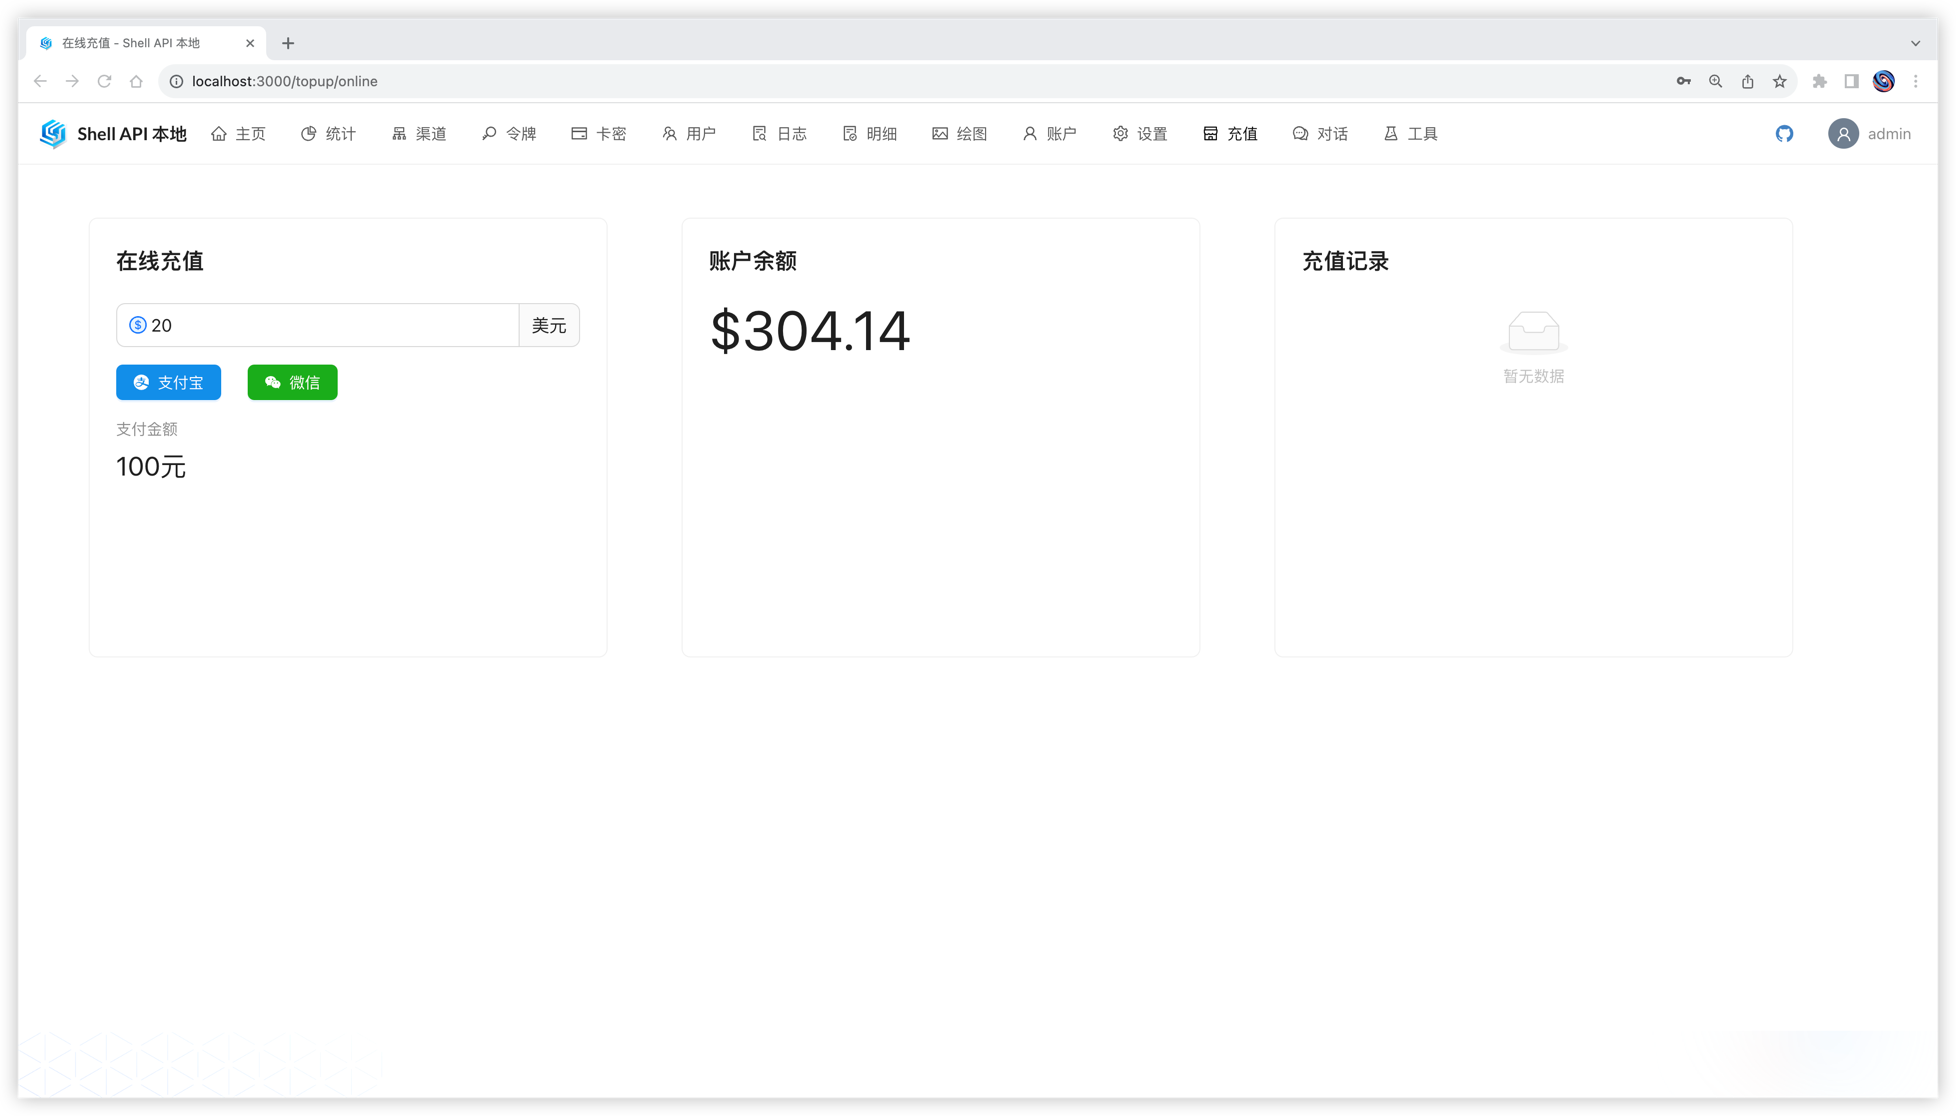 在线充值 - Shell API 本地
localhost:3000/topup/online
Shell API 本地 主页 统计 渠道 令牌 卡密 用户 日志 明细 绘图 账户 设置 充值 对话 工具 admin
在线充值
$ 20 美元
支付宝 微信
支付金额
100元
账户余额
$304.14
充值记录
暂无数据